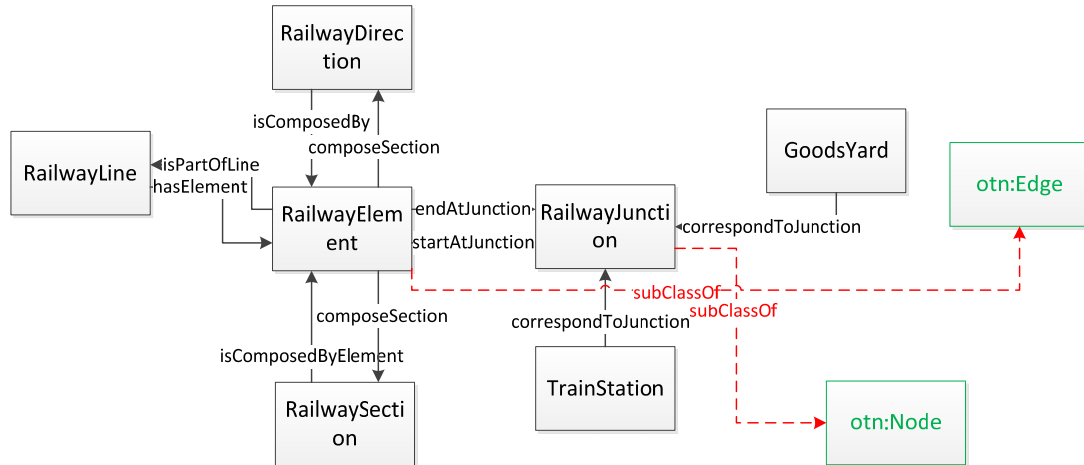 RailwayDirec
tion
isComposedBy
composeSection
RailwayLine
isPartOfLine
hasElement
RailwayElem
ent
endAtJunction
startAtJunction
RailwayJuncti
on
GoodsYard
correspondToJunction
otn:Edge
subClassOf
subClassOf
composeSection
correspondToJunction
isComposedByElement
RailwaySecti
on
TrainStation
otn:Node